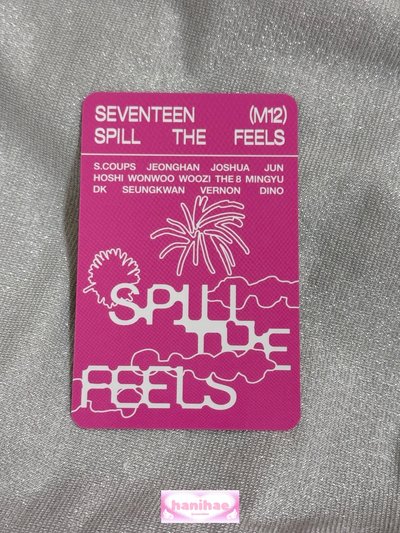 SEVENTEEN (M12)
SPILL THE FEELS
S.COUPS JEONGHAN JOSHUA JUN
HOSHI WONWOO WOOZI THE 8 MINGYU
DK SEUNGKWAN VERNON DINO
SPILL
THE
FEELS
hanihae